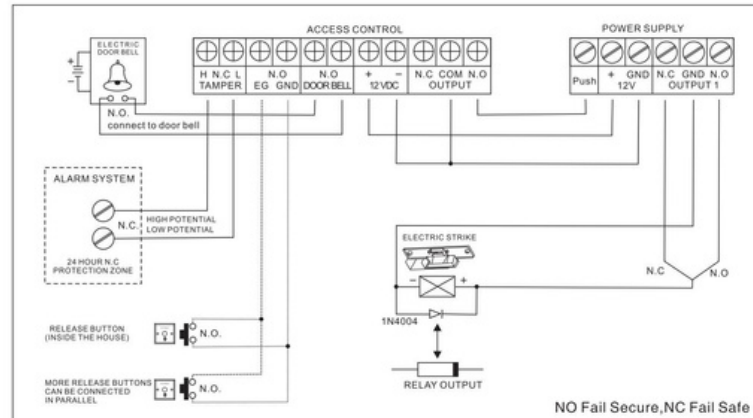 ACCESS CONTROL
POWER SUPPLY
ELECTRIC
DOOR BELL
+
−
N.O.
connect to door bell
H N.C L
TAMPER
N.O
EG GND
N.O
DOOR BELL
+ −
12 VDC
N.C COM N.O
OUTPUT
Push
+ GND
12V
N.C GND N.O
OUTPUT 1
ALARM SYSTEM
N.C.
HIGH POTENTIAL
LOW POTENTIAL
24 HOUR N.C
PROTECTION ZONE
ELECTRIC STRIKE
− +
1N4004
N.C
N.O
RELAY OUTPUT
RELEASE BUTTON
(INSIDE THE HOUSE)
N.O.
MORE RELEASE BUTTONS
CAN BE CONNECTED
IN PARALLEL
N.O.
NO Fail Secure,NC Fail Safe